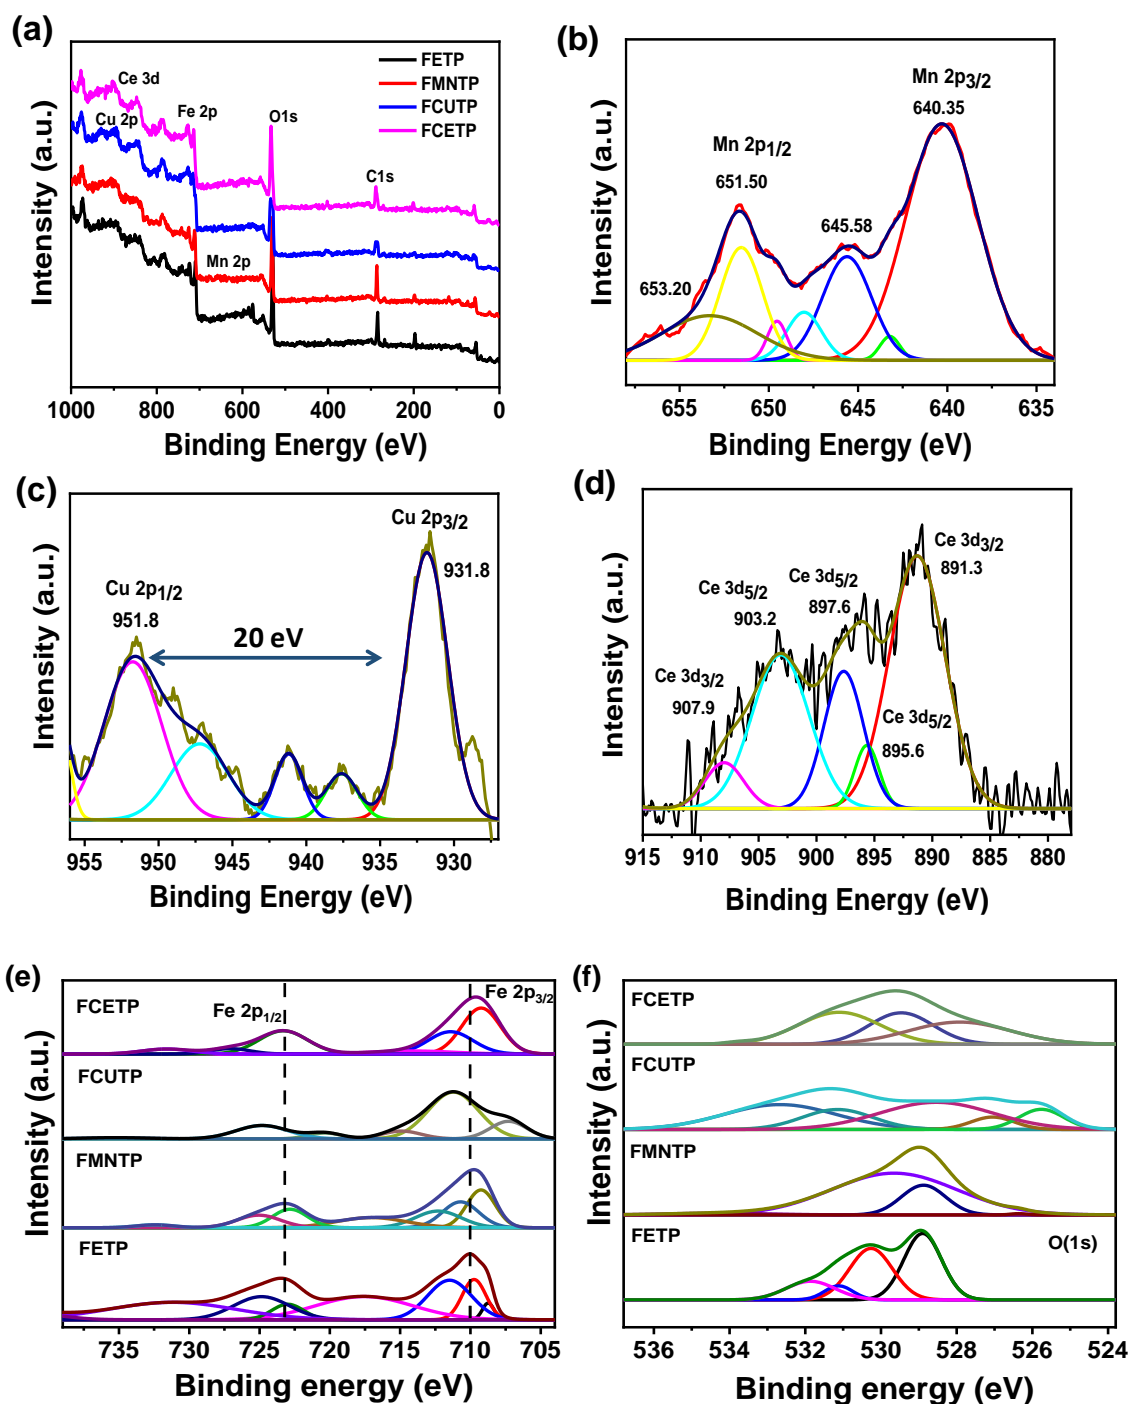 (a)
Ce 3d
Cu 2p
Fe 2p
O1s
C1s
Mn 2p
FETP
FMNTP
FCUTP
FCETP
Intensity (a.u.)
1000 800 600 400 200 0
Binding Energy (eV)
(b)
Mn 2p3/2
640.35
Mn 2p1/2
651.50
645.58
653.20
Intensity (a.u.)
655 650 645 640 635
Binding Energy (eV)
(c)
Cu 2p3/2
931.8
Cu 2p1/2
951.8
20 eV
Intensity (a.u.)
955 950 945 940 935 930
Binding Energy (eV)
(d)
Ce 3d3/2
891.3
Ce 3d5/2
897.6
Ce 3d5/2
903.2
Ce 3d3/2
907.9
Ce 3d5/2
895.6
Intensity (a.u.)
915 910 905 900 895 890 885 880
Binding Energy (eV)
(e)
Fe 2p3/2
Fe 2p1/2
FCETP
FCUTP
FMNTP
FETP
Intensity (a.u.)
735 730 725 720 715 710 704
Binding energy (eV)
(f)
FCETP
FCUTP
FMNTP
FETP
O(1s)
Intensity (a.u.)
536 534 532 530 528 526 524
Binding energy (eV)